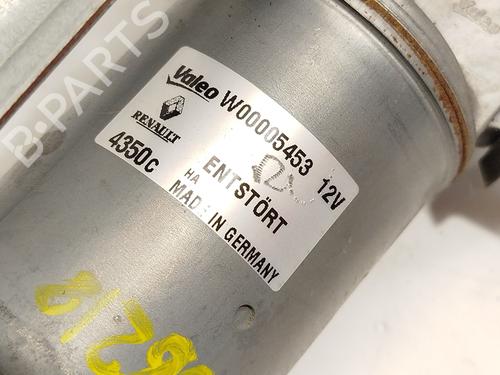 B-PARTS
Valeo W00005453 12V
RENAULT
4350C
ENTSTÖRT
HA
MADE IN GERMANY